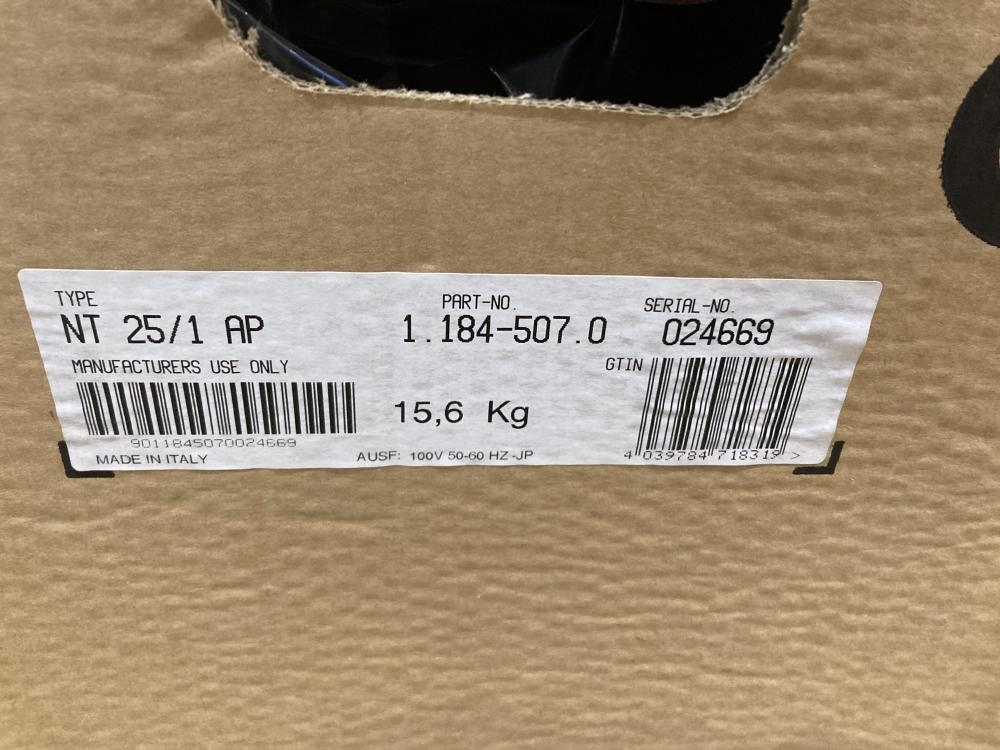 TYPE
NT 25/1 AP
PART-NO.
1.184-507.0
SERIAL-NO.
024669
MANUFACTURERS USE ONLY
GTIN
9011845070024669
15,6 Kg
MADE IN ITALY
AUSF: 100V 50-60 HZ -JP
4 039784 718319 >